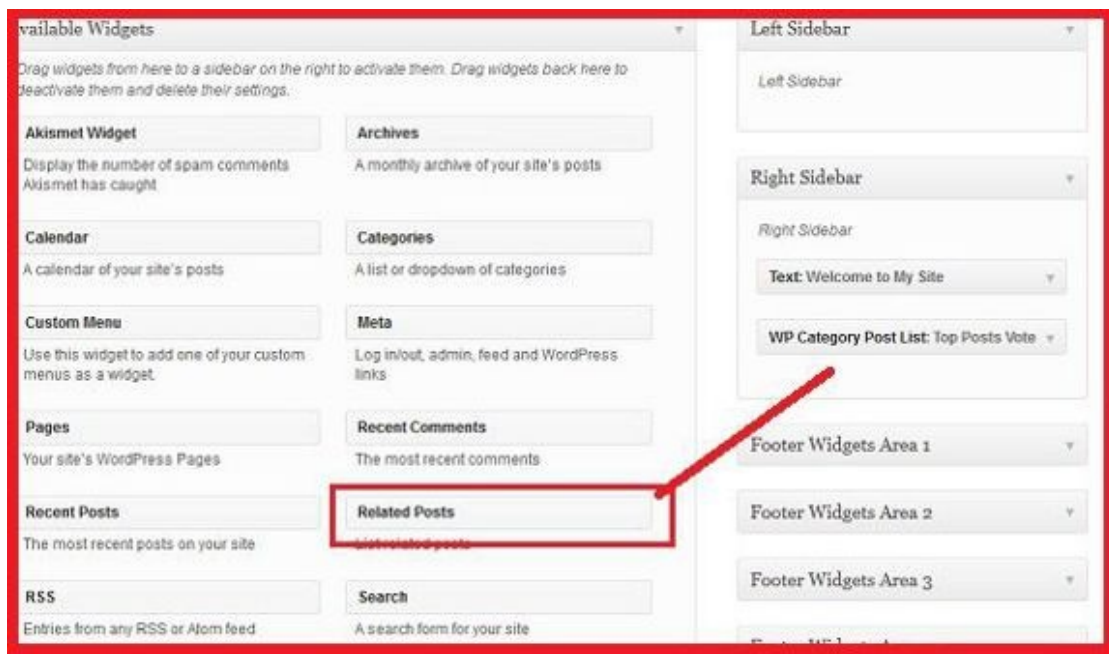 vailable Widgets
Drag widgets from here to a sidebar on the right to activate them. Drag widgets back here to
deactivate them and delete their settings.
Akismet Widget
Display the number of spam comments
Akismet has caught
Archives
A monthly archive of your site's posts
Calendar
A calendar of your site's posts
Categories
A list or dropdown of categories
Custom Menu
Use this widget to add one of your custom
menus as a widget.
Meta
Log in/out, admin, feed and WordPress
links
Pages
Your site's WordPress Pages
Recent Comments
The most recent comments
Recent Posts
The most recent posts on your site
Related Posts
List related posts
RSS
Entries from any RSS or Atom feed
Search
A search form for your site
Left Sidebar
Left Sidebar
Right Sidebar
Right Sidebar
Text: Welcome to My Site
WP Category Post List: Top Posts Vote
Footer Widgets Area 1
Footer Widgets Area 2
Footer Widgets Area 3